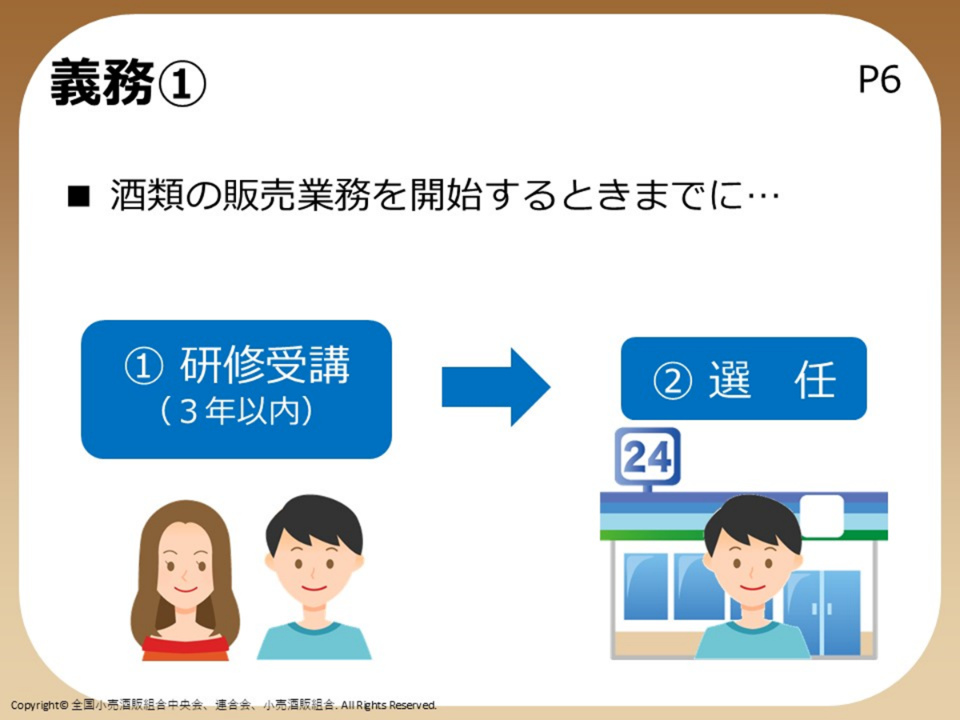 義務①
P6
■ 酒類の販売業務を開始するときまでに…
① 研修受講
（３年以内）
② 選　任
24
Copyright© 全国小売酒販組合中央会、連合会、小売酒販組合. All Rights Reserved.